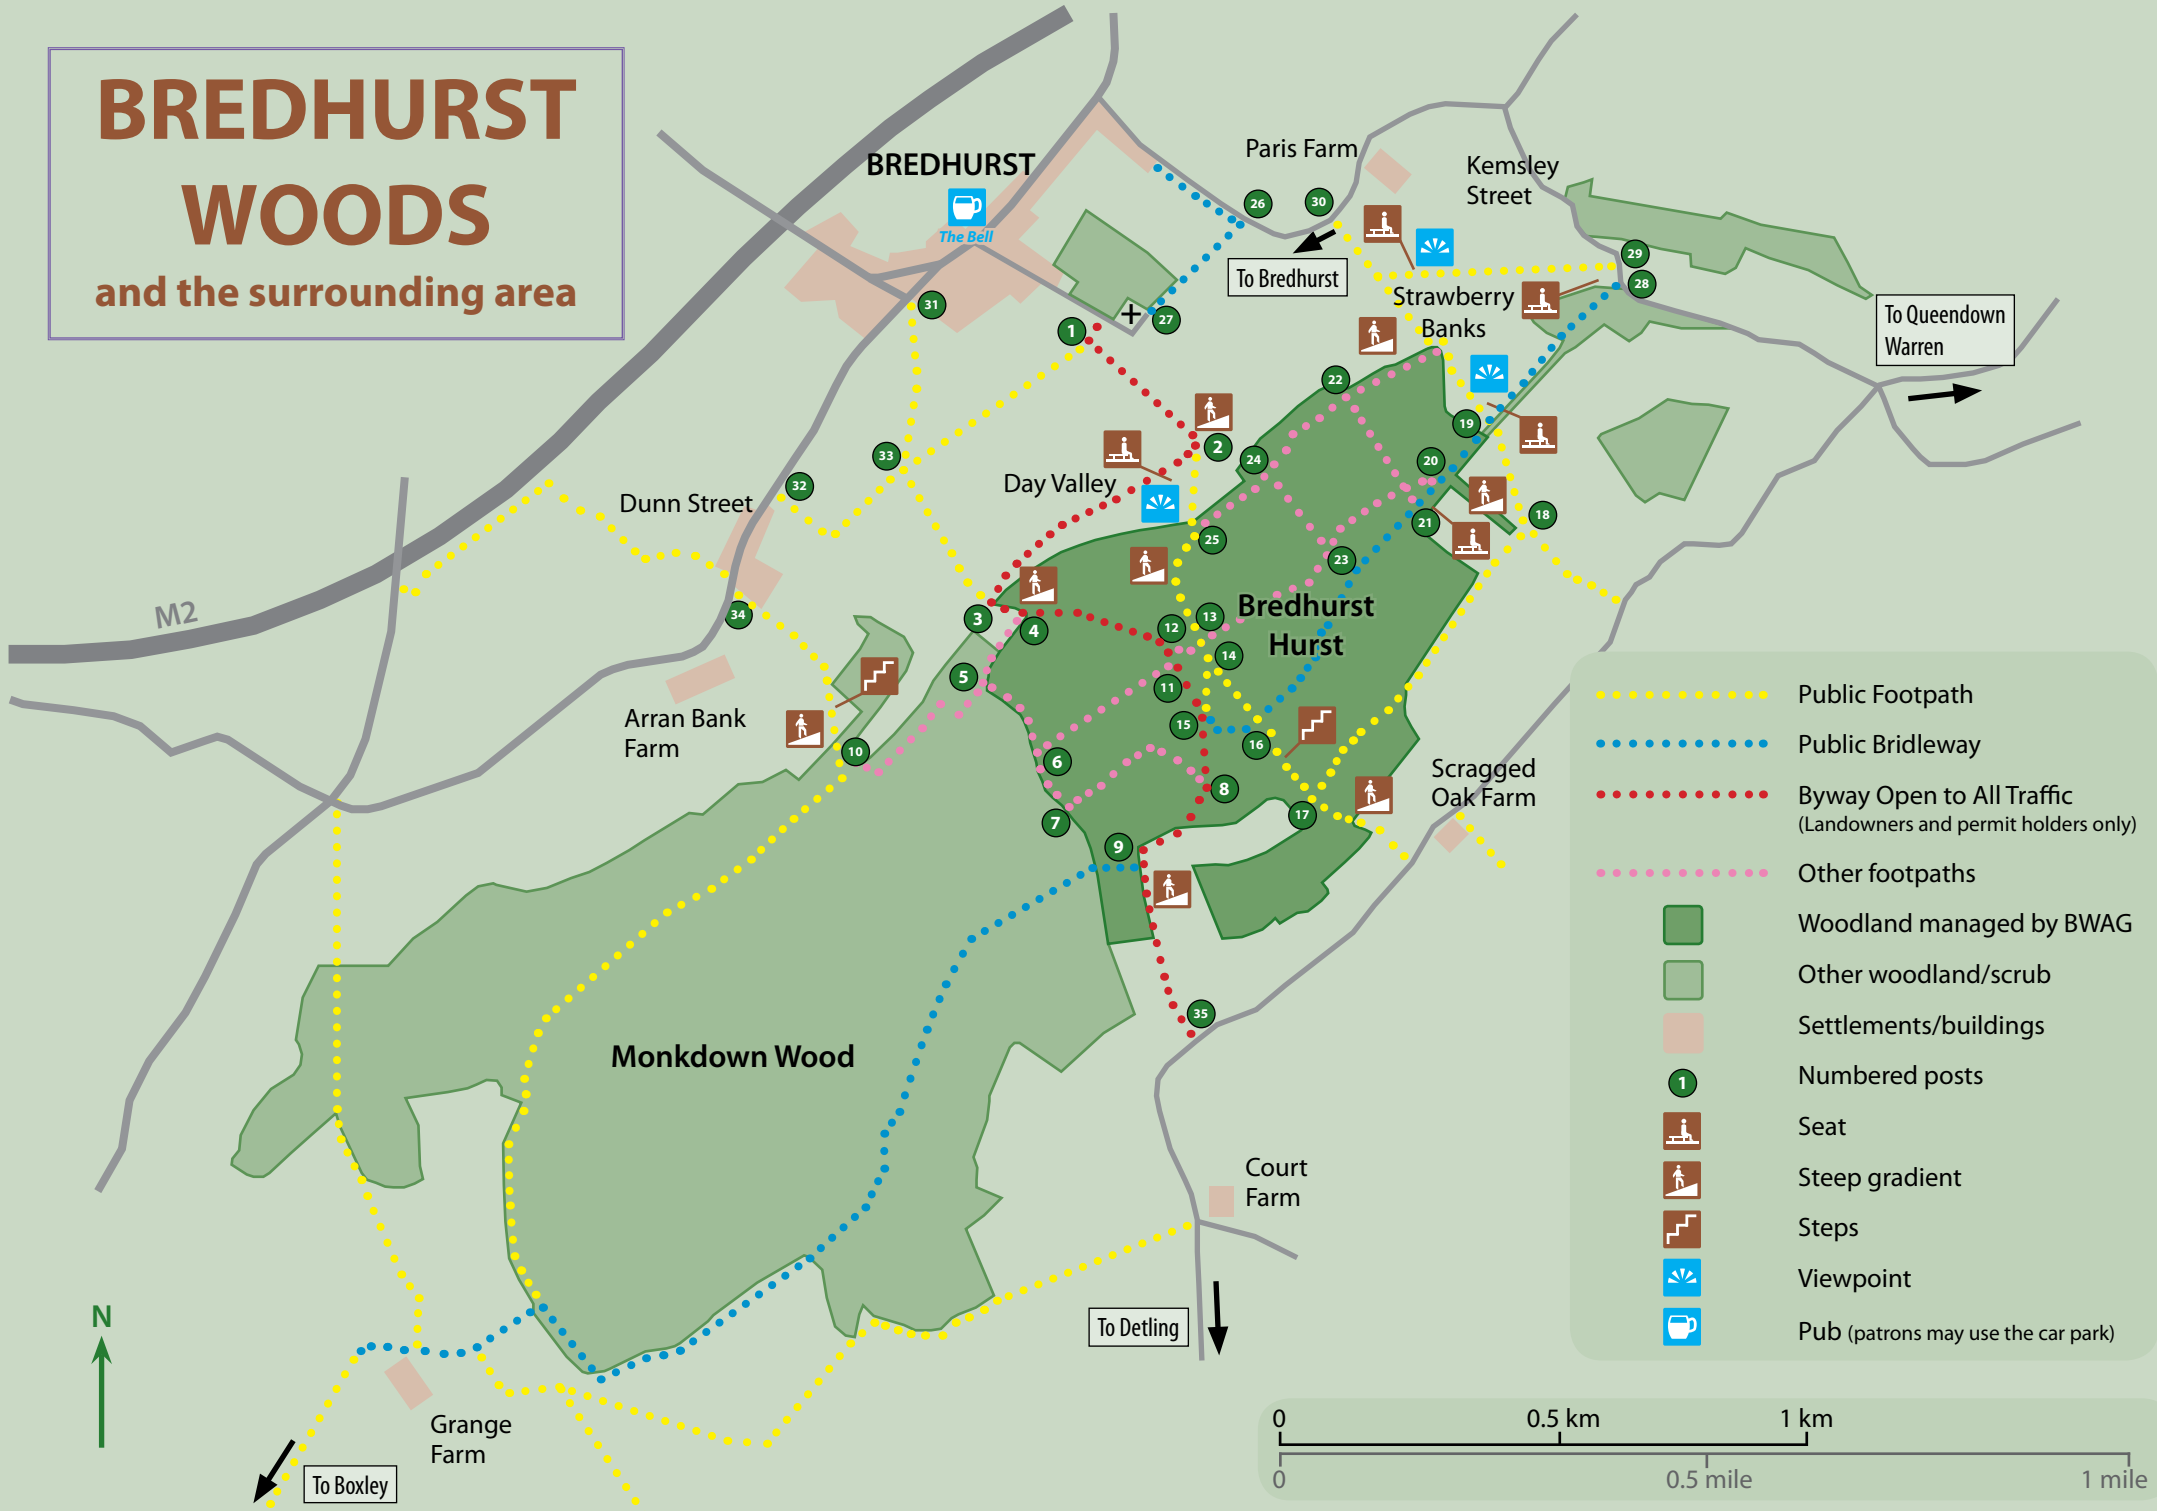 BREDHURST
WOODS
and the surrounding area
BREDHURST
The Bell
Paris Farm
Kemsley
Street
26
30
29
28
To Bredhurst
Strawberry
Banks
To Queendown
Warren
31
1
27
22
2
19
24
20
33
32
Day Valley
Dunn Street
18
21
25
23
M2
34
3
4
12
13
Bredhurst
Hurst
14
5
11
Arran Bank
Farm
10
15
16
6
8
7
17
9
Scragged
Oak Farm
35
Monkdown Wood
Court
Farm
To Detling
Grange
Farm
To Boxley
N
Public Footpath
Public Bridleway
Byway Open to All Traffic
(Landowners and permit holders only)
Other footpaths
Woodland managed by BWAG
Other woodland/scrub
Settlements/buildings
1 Numbered posts
Seat
Steep gradient
Steps
Viewpoint
Pub (patrons may use the car park)
0 0.5 km 1 km
0 0.5 mile 1 mile